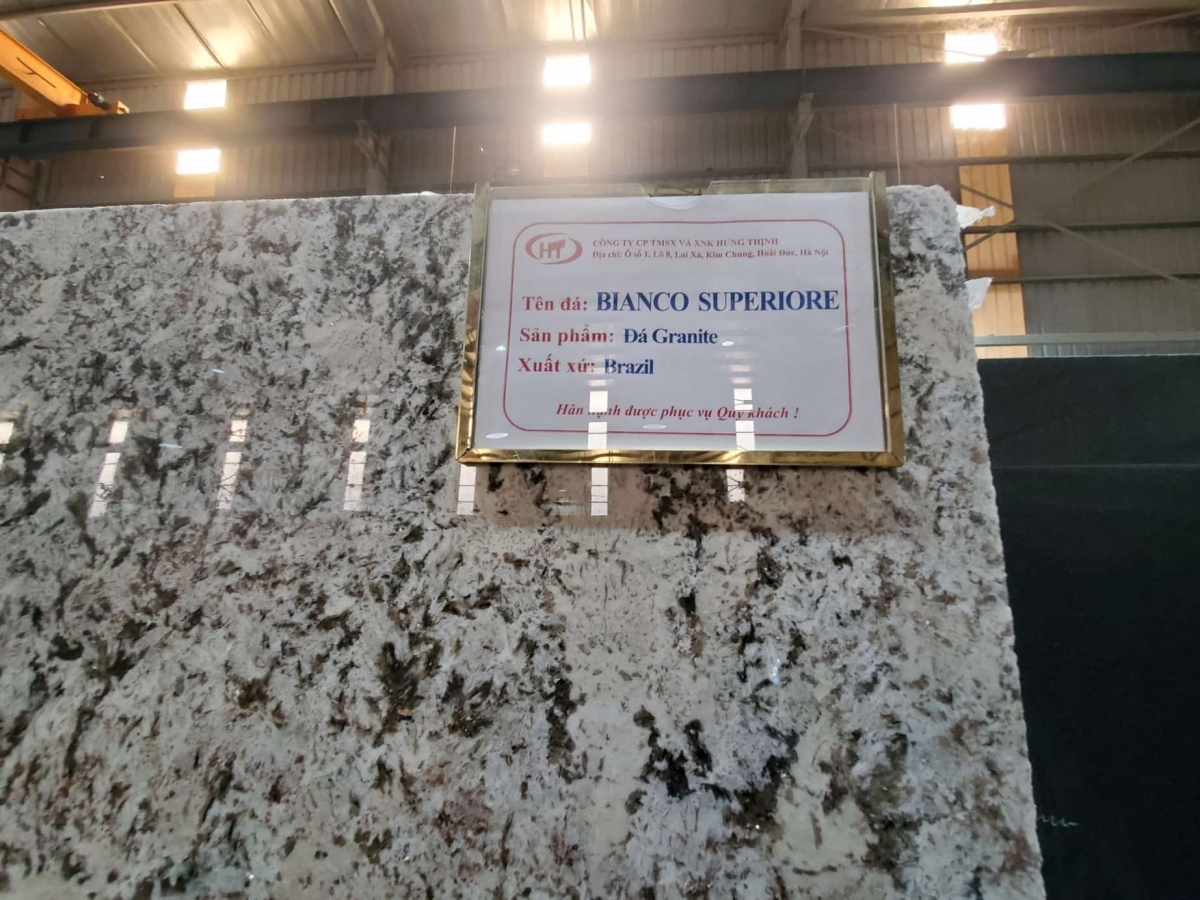 HT
CÔNG TY CP TMSX VÀ XNK HƯNG THỊNH
Địa chỉ: Ô số 1, Lô 8, Lai Xá, Kim Chung, Hoài Đức, Hà Nội
Tên đá: BIANCO SUPERIORE
Sản phẩm: Đá Granite
Xuất xứ: Brazil
Hân hạnh được phục vụ Quý khách !